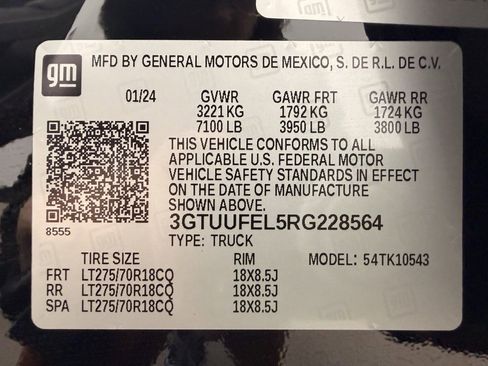 gm
MFD BY GENERAL MOTORS DE MEXICO, S. DE R.L. DE C.V.
01/24 GVWR GAWR FRT GAWR RR
3221 KG 1792 KG 1724 KG
7100 LB 3950 LB 3800 LB
THIS VEHICLE CONFORMS TO ALL
APPLICABLE U.S. FEDERAL MOTOR
VEHICLE SAFETY STANDARDS IN EFFECT
ON THE DATE OF MANUFACTURE
SHOWN ABOVE.
8555 3GTUUFEL5RG228564
TYPE: TRUCK
TIRE SIZE RIM MODEL: 54TK10543
FRT LT275/70R18CQ 18X8.5J
RR LT275/70R18CQ 18X8.5J
SPA LT275/70R18CQ 18X8.5J